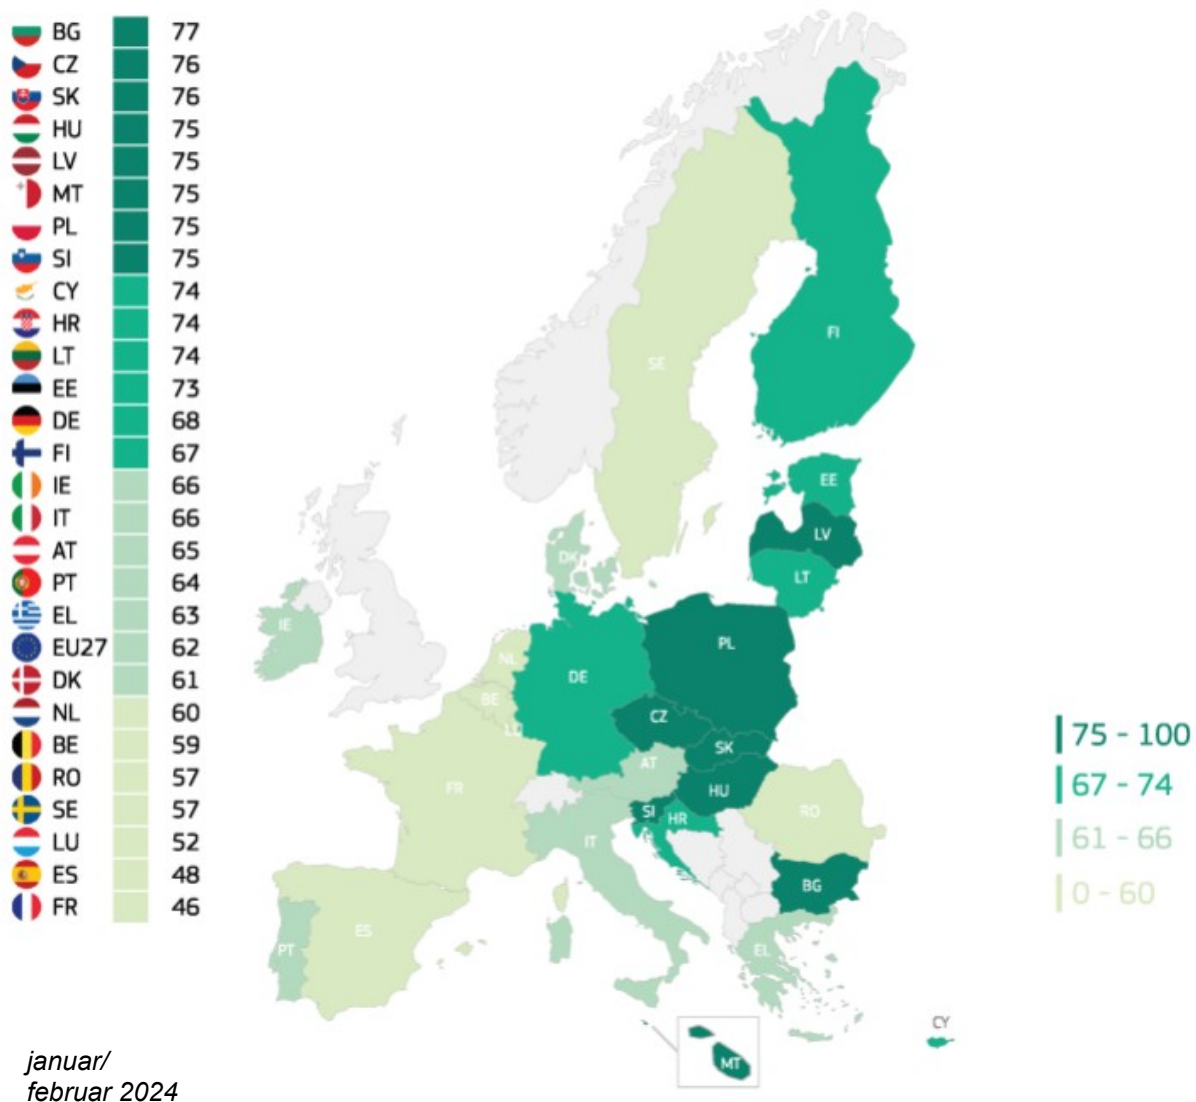 BG 77
CZ 76
SK 76
HU 75
LV 75
MT 75
PL 75
SI 75
CY 74
HR 74
LT 74
EE 73
DE 68
FI 67
IE 66
IT 66
AT 65
PT 64
EL 63
EU27 62
DK 61
NL 60
BE 59
RO 57
SE 57
LU 52
ES 48
FR 46
januar/
februar 2024
FI
SE
EE
LV
LT
DK
IE
PL
NL
DE
BE
LU
CZ
SK
AT
FR
HU
SI
HR
RO
IT
BG
ES
PT
EL
CY
MT
75 - 100
67 - 74
61 - 66
0 - 60